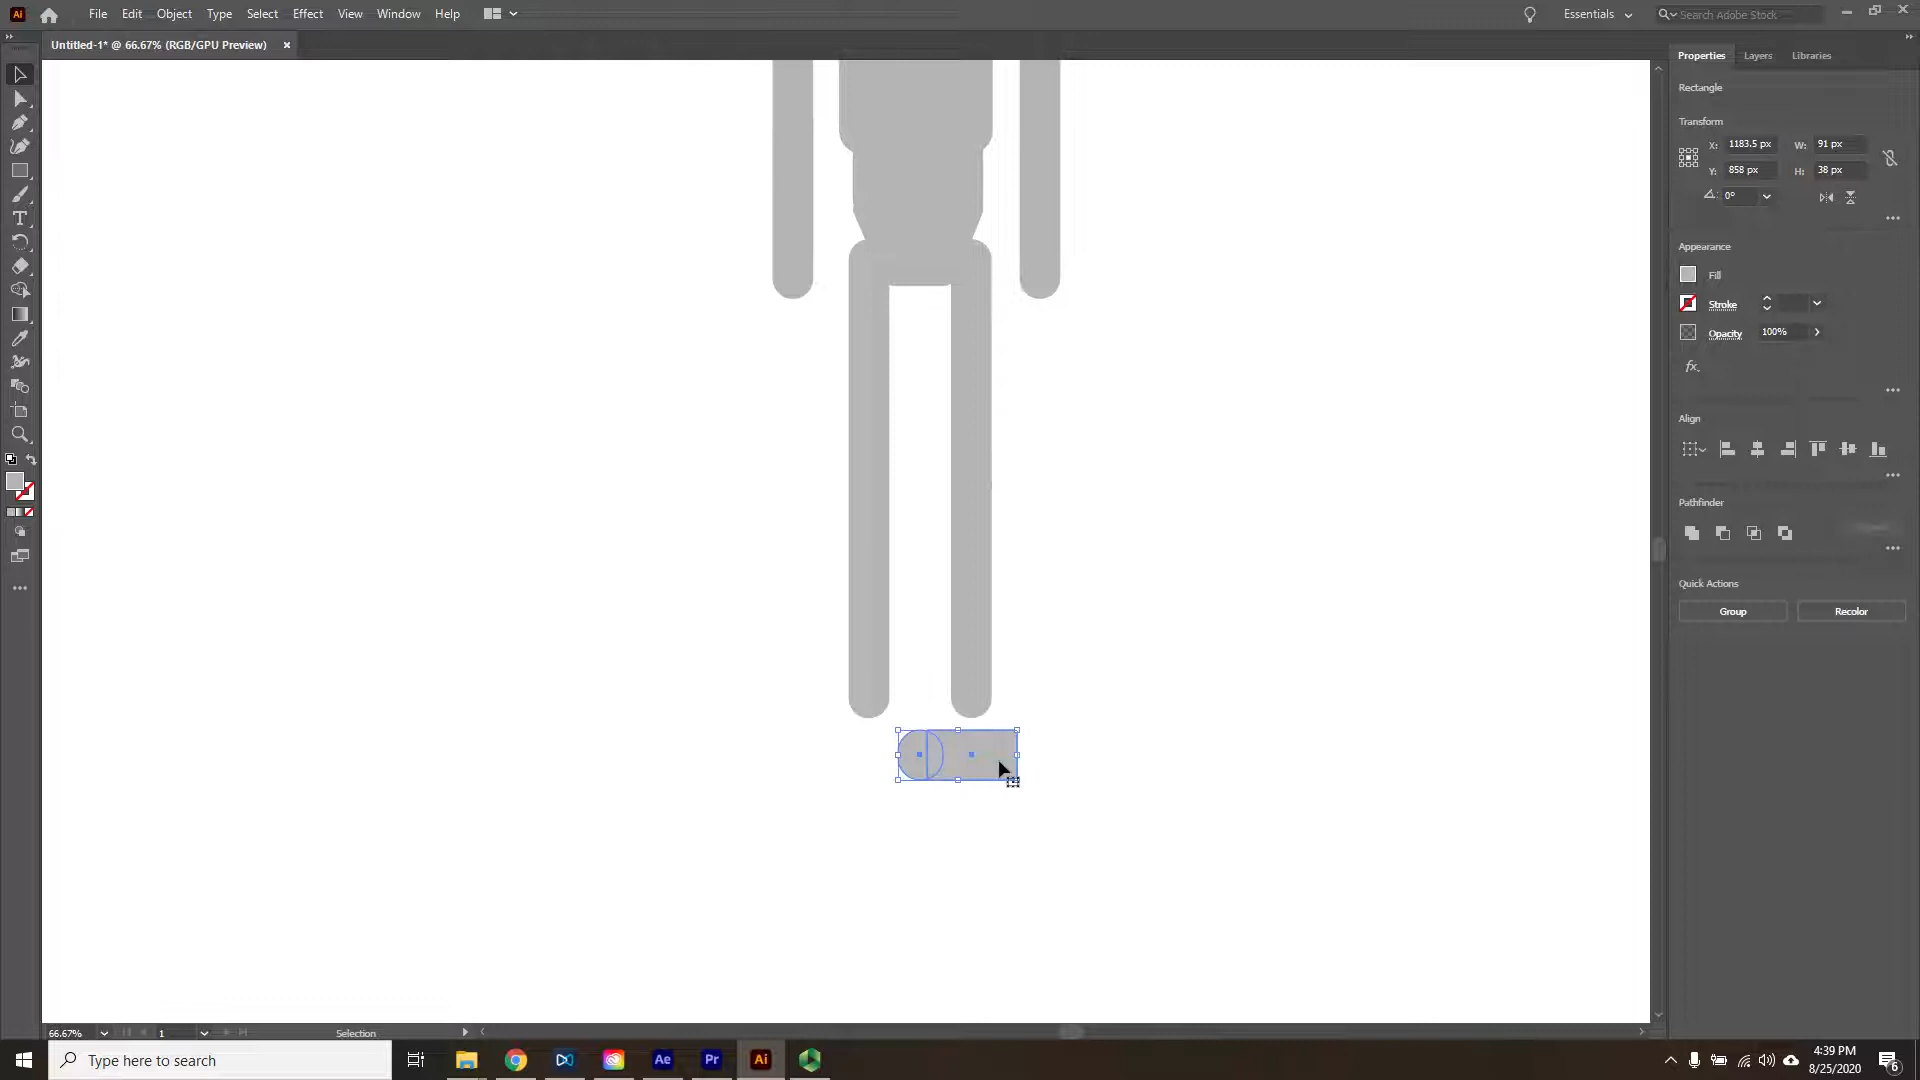 Ai File Edit Object Type Select Effect View Window Help Essentials Search Adobe Stock
Untitled-1* @ 66.67% (RGB/GPU Preview) ×
Properties Layers Libraries
Rectangle
Transform
X: 1183.5 px W: 91 px
Y: 858 px H: 38 px
0°
Appearance
Fill
Stroke
Opacity 100%
fx.
Align
Pathfinder
Quick Actions
Group Recolor
66.67% 1 Selection
Type here to search
Ae Pr Ai
4:39 PM
8/25/2020
6